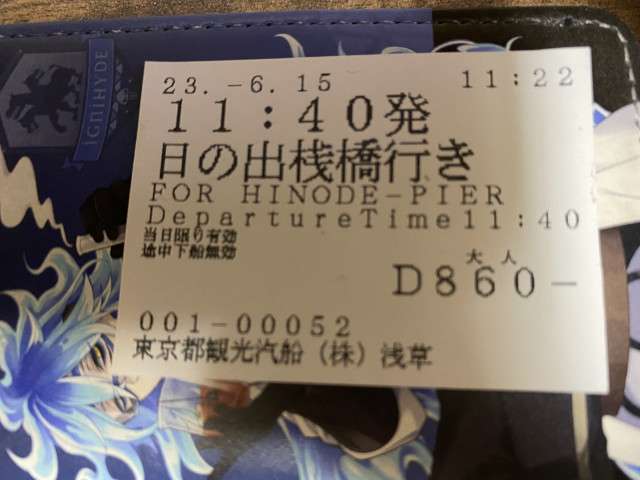 IGNIHYDE
23.-6.15 11:22
11:40発
日の出桟橋行き
FOR HINODE-PIER
DepartureTime11:40
当日限り有効
途中下船無効
大人
D860-
001-00052
東京都観光汽船(株)浅草